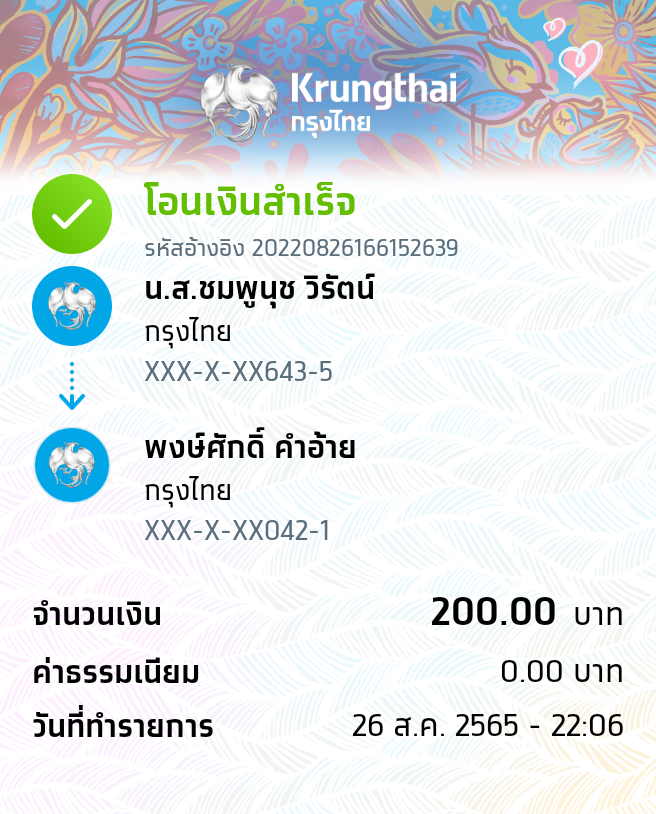 Krungthai
กรุงไทย
โอนเงินสำเร็จ
รหัสอ้างอิง 20220826166152639
น.ส.ชมพูนุช วิรัตน์
กรุงไทย
XXX-X-XX643-5
พงษ์ศักดิ์ คำอ้าย
กรุงไทย
XXX-X-XX042-1
จำนวนเงิน 200.00 บาท
ค่าธรรมเนียม 0.00 บาท
วันที่ทำรายการ 26 ส.ค. 2565 - 22:06